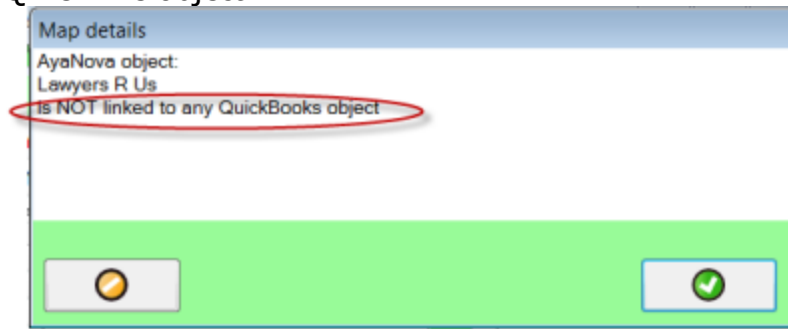 Map details
AyaNova object:
Lawyers R Us
is NOT linked to any QuickBooks object